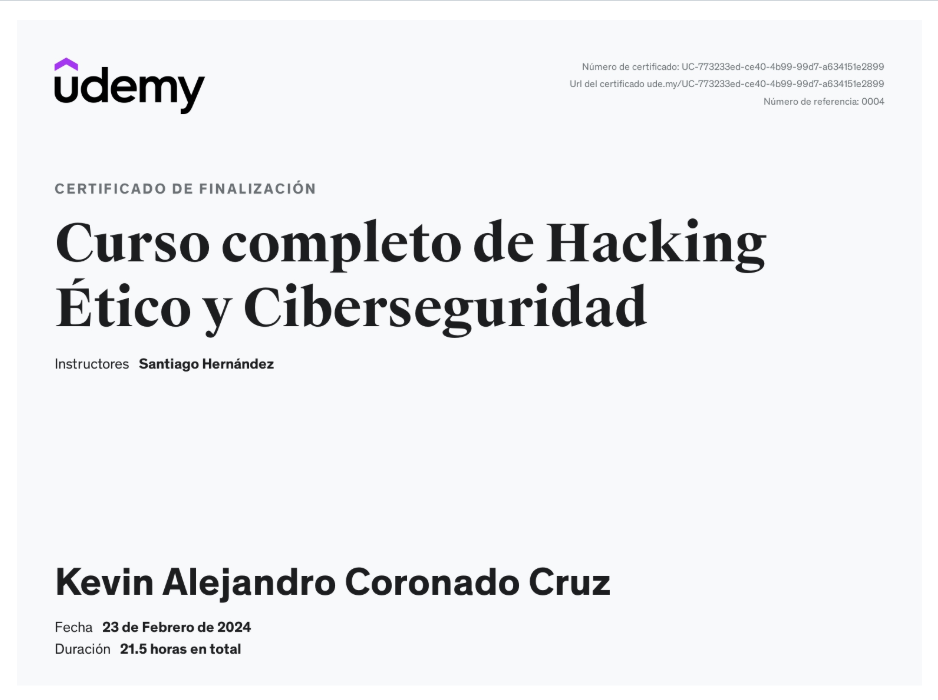 udemy
Número de certificado: UC-773233ed-ce40-4b99-99d7-a634151e2899
Url del certificado ude.my/UC-773233ed-ce40-4b99-99d7-a634151e2899
Número de referencia: 0004
CERTIFICADO DE FINALIZACIÓN
Curso completo de Hacking
Ético y Ciberseguridad
Instructores Santiago Hernández
Kevin Alejandro Coronado Cruz
Fecha 23 de Febrero de 2024
Duración 21.5 horas en total